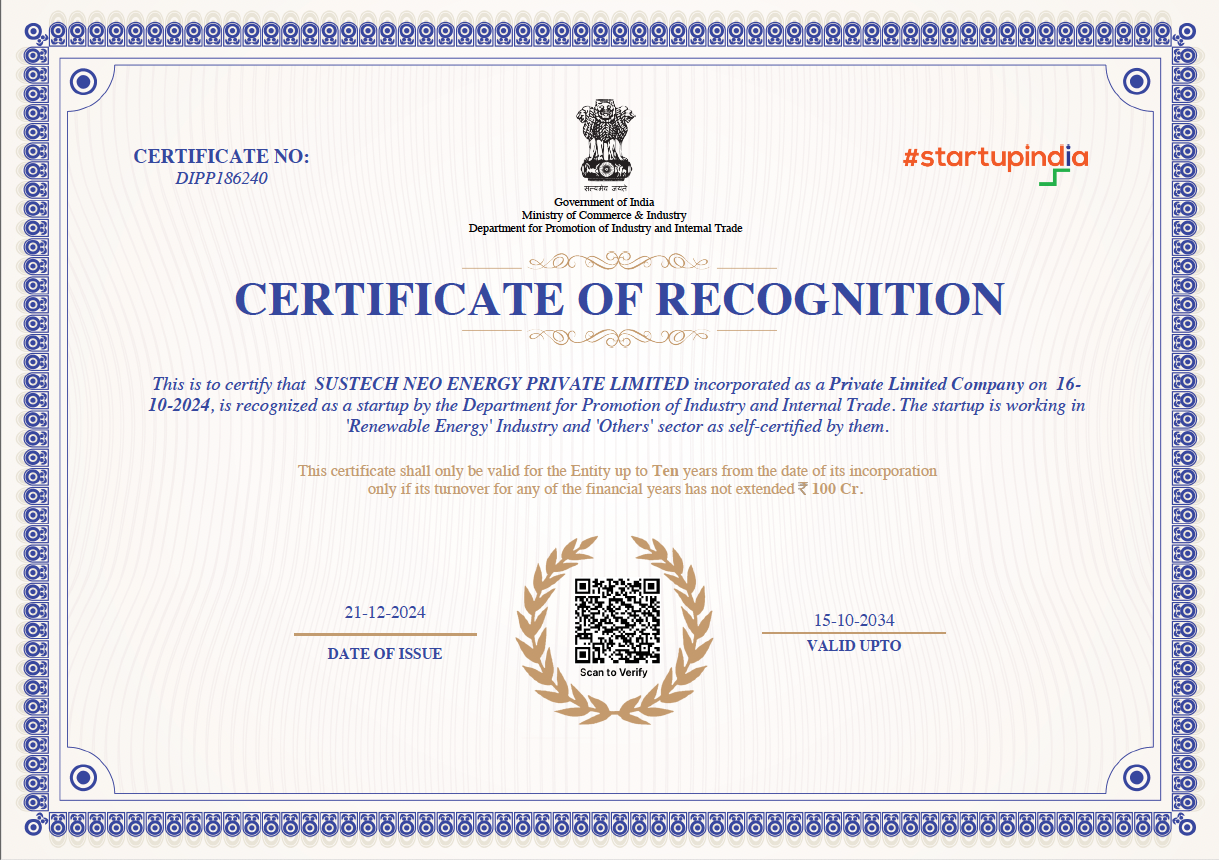 CERTIFICATE NO:
DIPP186240
सत्यमेव जयते
#startupindia
Government of India
Ministry of Commerce & Industry
Department for Promotion of Industry and Internal Trade
CERTIFICATE OF RECOGNITION
This is to certify that SUSTECH NEO ENERGY PRIVATE LIMITED incorporated as a Private Limited Company on 16-
10-2024, is recognized as a startup by the Department for Promotion of Industry and Internal Trade. The startup is working in
'Renewable Energy' Industry and 'Others' sector as self-certified by them.
This certificate shall only be valid for the Entity up to Ten years from the date of its incorporation
only if its turnover for any of the financial years has not extended ₹ 100 Cr.
21-12-2024
DATE OF ISSUE
Scan to Verify
15-10-2034
VALID UPTO